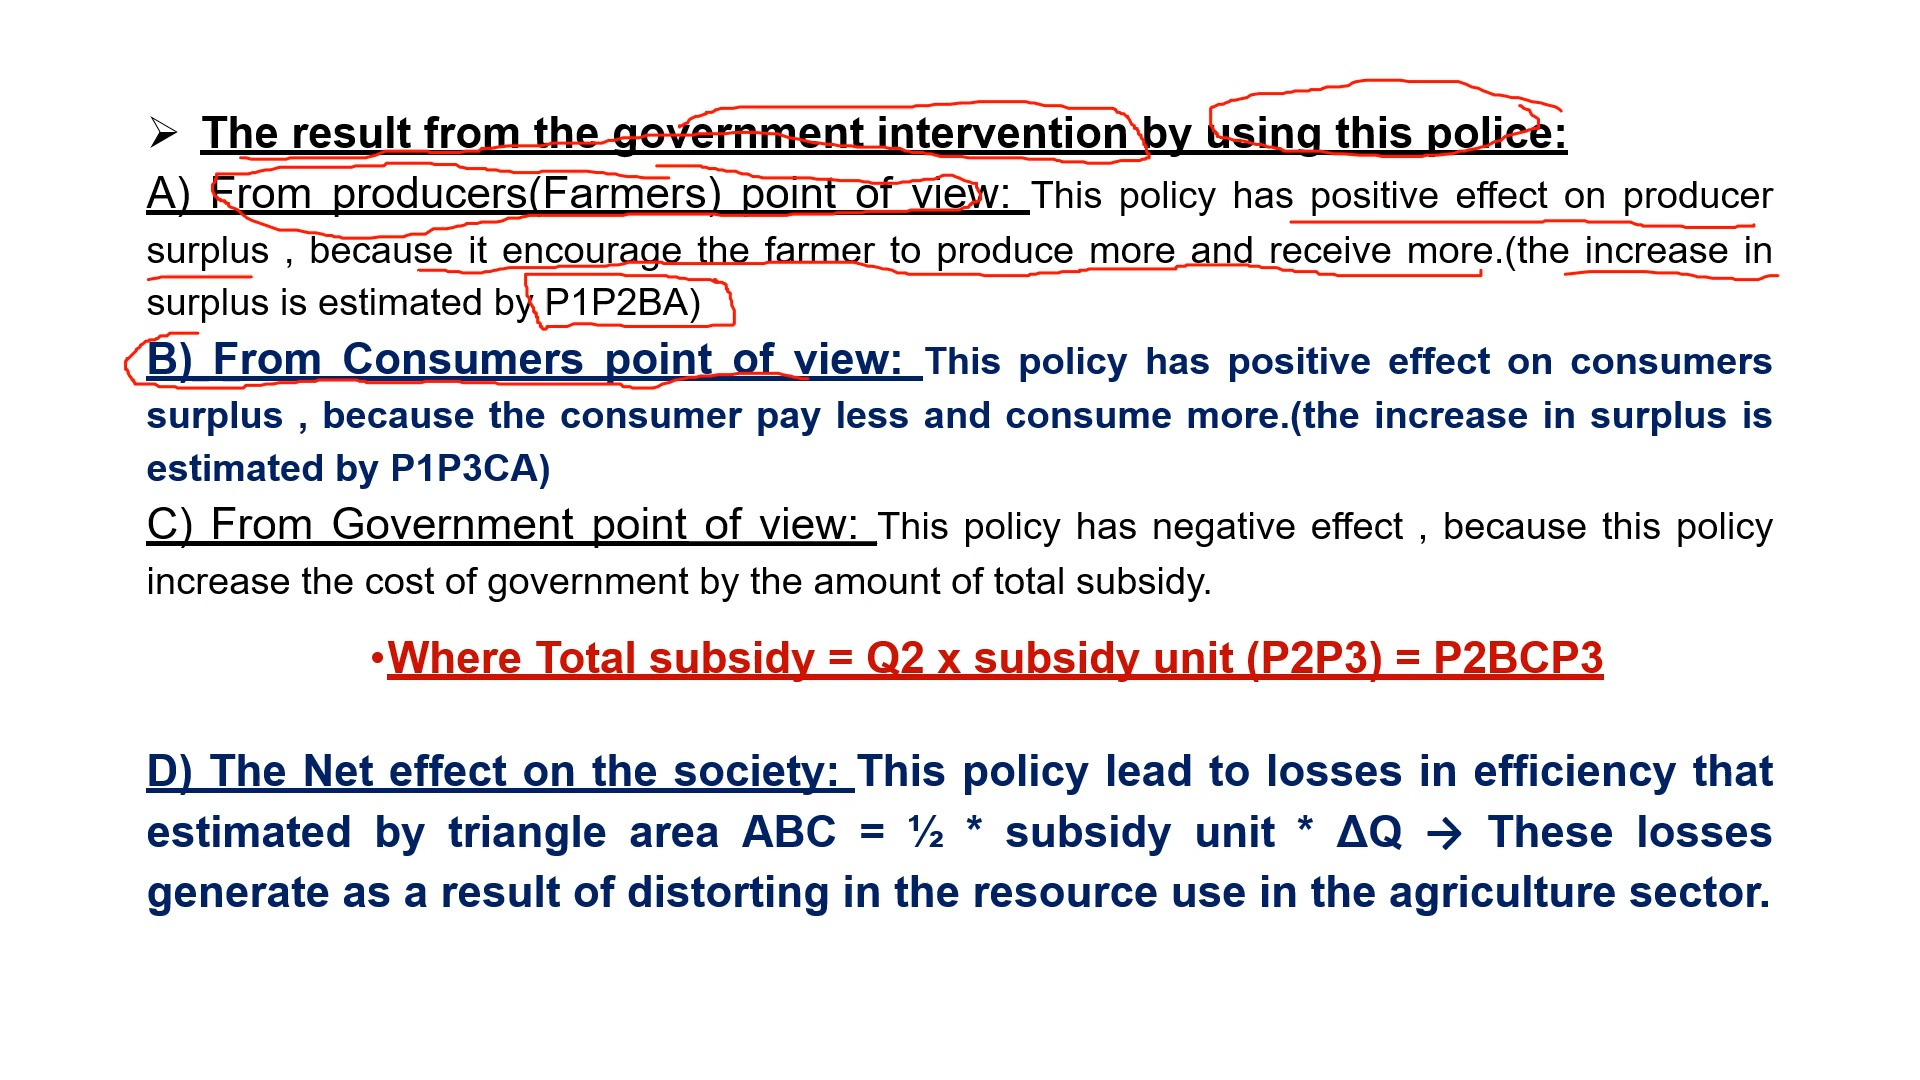 ➢ The result from the government intervention by using this police:
A) From producers(Farmers) point of view: This policy has positive effect on producer
surplus , because it encourage the farmer to produce more and receive more.(the increase in
surplus is estimated by P1P2BA)
B) From Consumers point of view: This policy has positive effect on consumers
surplus , because the consumer pay less and consume more.(the increase in surplus is
estimated by P1P3CA)
C) From Government point of view: This policy has negative effect , because this policy
increase the cost of government by the amount of total subsidy.
•Where Total subsidy = Q2 x subsidy unit (P2P3) = P2BCP3
D) The Net effect on the society: This policy lead to losses in efficiency that
estimated by triangle area ABC = ½ * subsidy unit * ΔQ → These losses
generate as a result of distorting in the resource use in the agriculture sector.